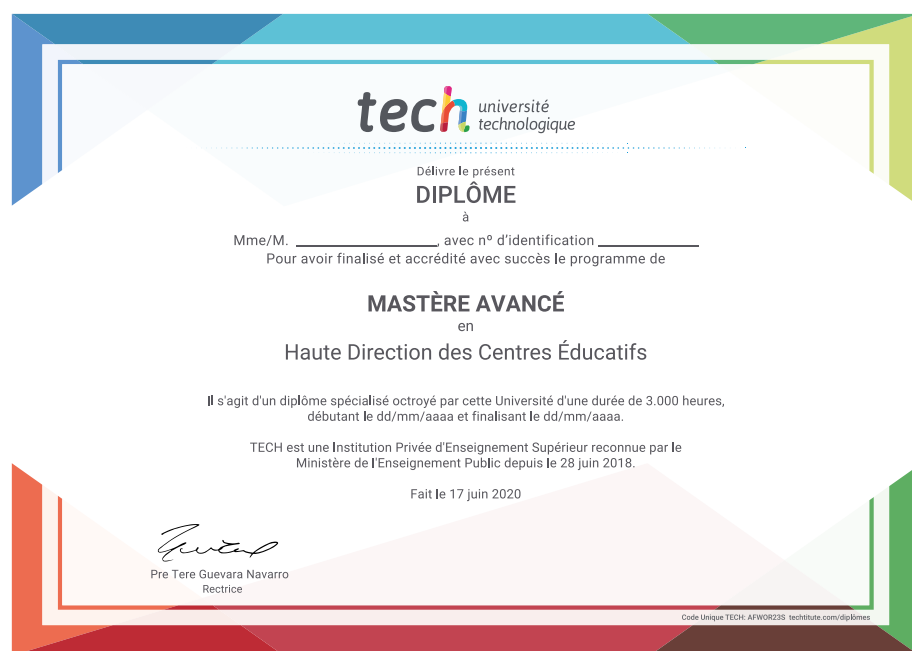 tech université
technologique
Délivre le présent
DIPLÔME
à
Mme/M. ____________________, avec nº d'identification ______________
Pour avoir finalisé et accrédité avec succès le programme de
MASTÈRE AVANCÉ
en
Haute Direction des Centres Éducatifs
Il s'agit d'un diplôme spécialisé octroyé par cette Université d'une durée de 3.000 heures,
débutant le dd/mm/aaaa et finalisant le dd/mm/aaaa.
TECH est une Institution Privée d'Enseignement Supérieur reconnue par le
Ministère de l'Enseignement Public depuis le 28 juin 2018.
Fait le 17 juin 2020
Pre Tere Guevara Navarro
Rectrice
Code Unique TECH: AFWOR23S techtitute.com/diplômes